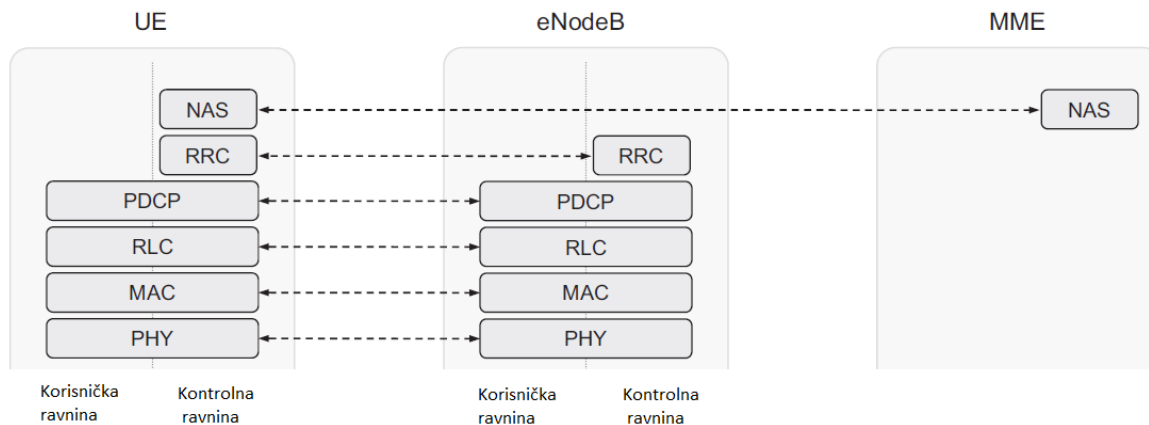 UE eNodeB MME
NAS NAS
RRC RRC
PDCP PDCP
RLC RLC
MAC MAC
PHY PHY
Korisnička
ravnina
Kontrolna
ravnina
Korisnička
ravnina
Kontrolna
ravnina